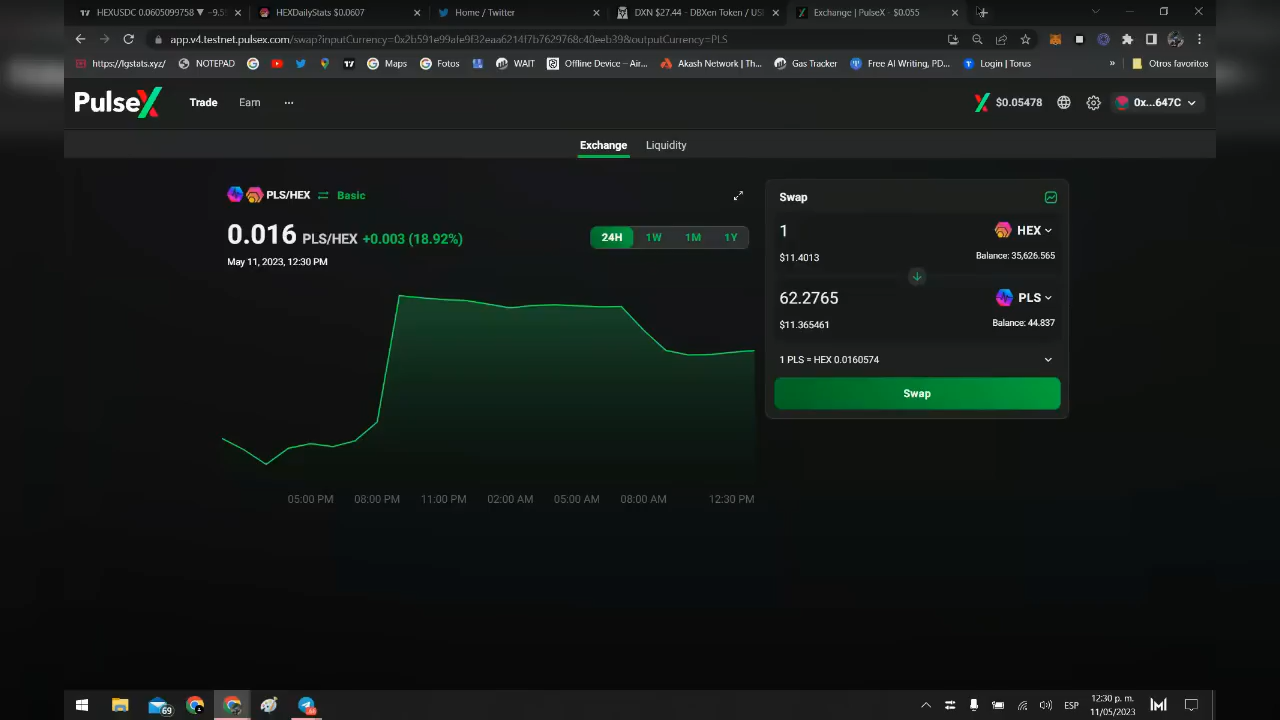 HEXUSDC 0.0605099758 ▼ −9.5
HEXDailyStats $0.0607
Home / Twitter
DXN $27.44 - DBXen Token / US
Exchange | PulseX - $0.055
app.v4.testnet.pulsex.com/swap?inputCurrency=0x2b591e99afe9f32eaa6214f7b7629768c40eeb39&outputCurrency=PLS
https://lgstats.xyz/
NOTEPAD
Maps
Fotos
WAIT
Offline Device – Air...
Akash Network | Th...
Gas Tracker
Free AI Writing, PD...
Login | Torus
»
Otros favoritos
PulseX
Trade
Earn
$0.05478
0x...647C
Exchange
Liquidity
PLS/HEX
Basic
0.016 PLS/HEX +0.003 (18.92%)
May 11, 2023, 12:30 PM
24H
1W
1M
1Y
05:00 PM
08:00 PM
11:00 PM
02:00 AM
05:00 AM
08:00 AM
12:30 PM
Swap
1
HEX
$11.4013
Balance: 35,626.565
62.2765
PLS
$11.365461
Balance: 44.837
1 PLS = HEX 0.0160574
Swap
69
ESP
12:30 p. m.
11/05/2023